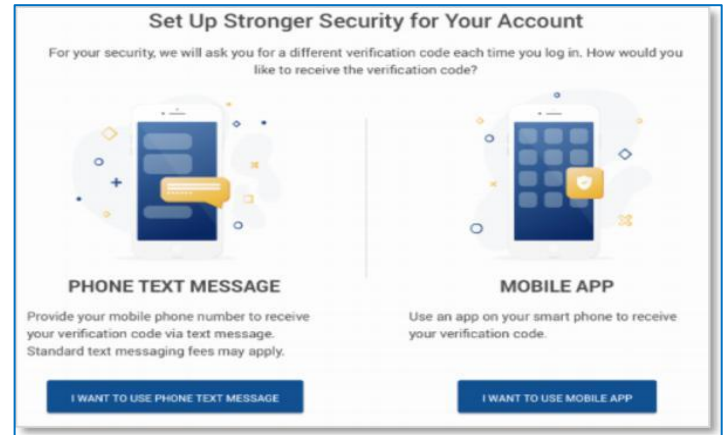 Set Up Stronger Security for Your Account
For your security, we will ask you for a different verification code each time you log in. How would you
like to receive the verification code?
PHONE TEXT MESSAGE
Provide your mobile phone number to receive
your verification code via text message.
Standard text messaging fees may apply.
I WANT TO USE PHONE TEXT MESSAGE
MOBILE APP
Use an app on your smart phone to receive
your verification code.
I WANT TO USE MOBILE APP